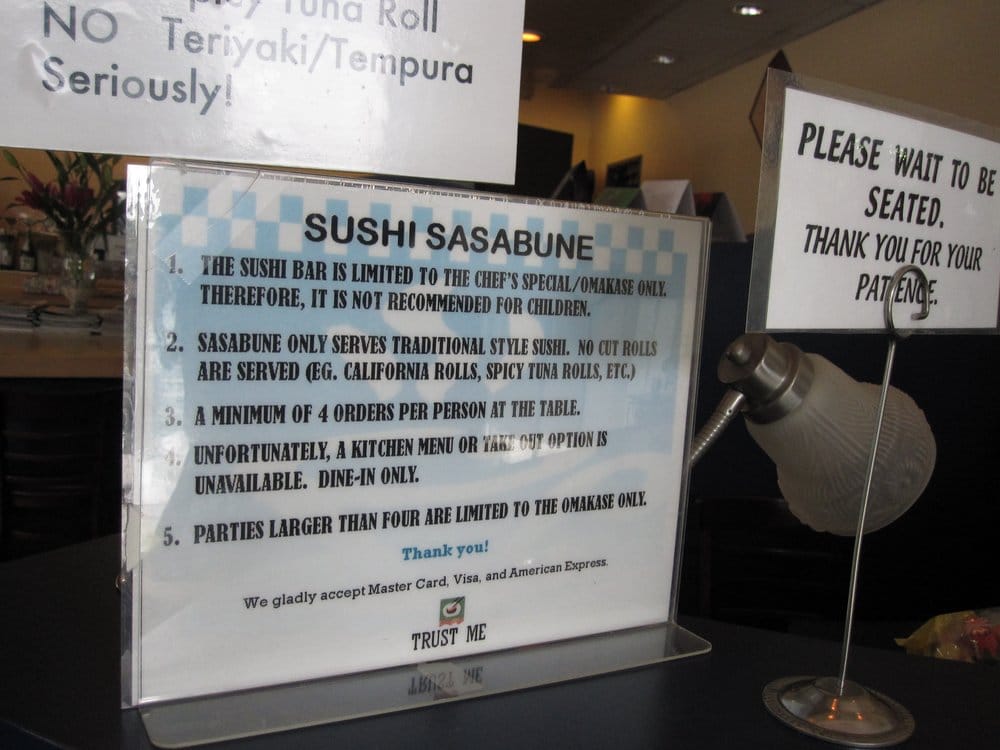 Tuna Roll
NO Teriyaki/Tempura
Seriously!
SUSHI SASABUNE
1. THE SUSHI BAR IS LIMITED TO THE CHEF'S SPECIAL/OMAKASE ONLY.
THEREFORE, IT IS NOT RECOMMENDED FOR CHILDREN.
2. SASABUNE ONLY SERVES TRADITIONAL STYLE SUSHI. NO CUT ROLLS
ARE SERVED (EG. CALIFORNIA ROLLS, SPICY TUNA ROLLS, ETC.)
3. A MINIMUM OF 4 ORDERS PER PERSON AT THE TABLE.
4. UNFORTUNATELY, A KITCHEN MENU OR TAKE OUT OPTION IS
UNAVAILABLE. DINE-IN ONLY.
5. PARTIES LARGER THAN FOUR ARE LIMITED TO THE OMAKASE ONLY.
Thank you!
We gladly accept Master Card, Visa, and American Express.
TRUST ME
PLEASE WAIT TO BE
SEATED.
THANK YOU FOR YOUR
PATIENCE.